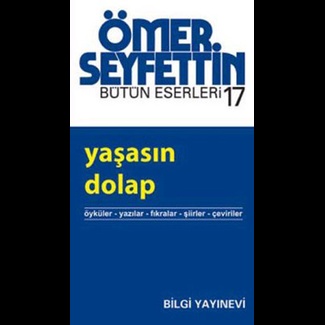 ÖMER
SEYFETTİN
BÜTÜN ESERLERİ 17
yaşasın
dolap
öyküler - yazılar - fıkralar - şiirler - çeviriler
BİLGİ YAYINEVİ